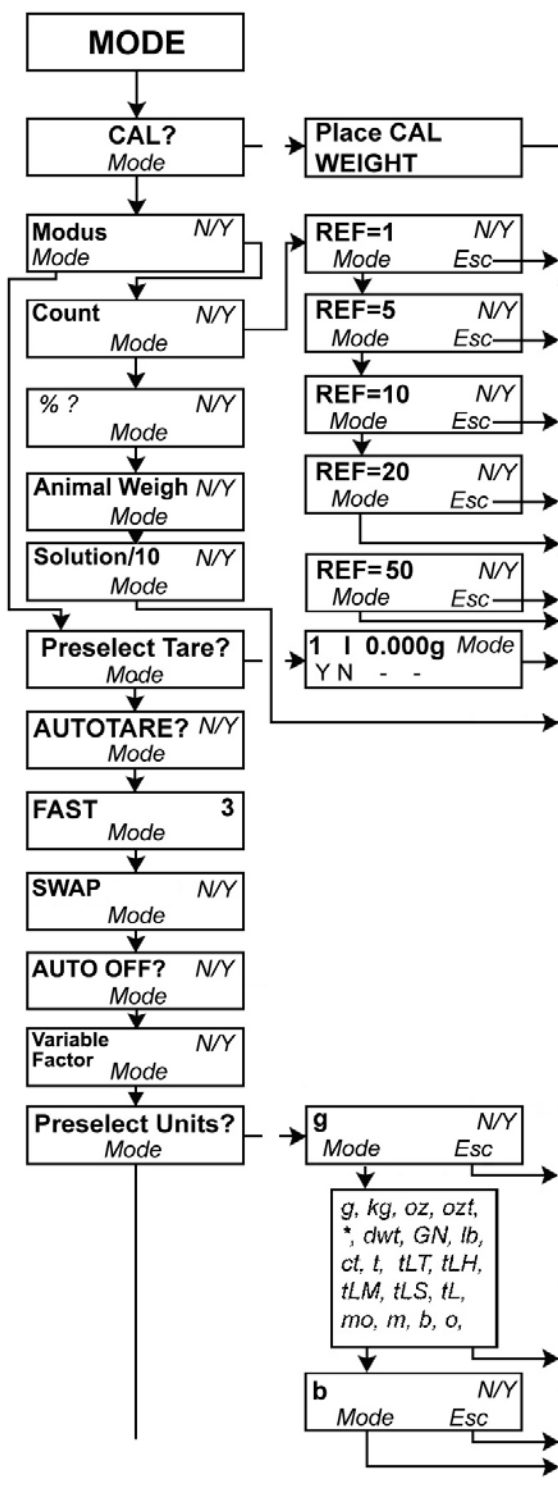 MODE
CAL?
Mode
Place CAL
WEIGHT
Modus N/Y
Mode
Count N/Y
Mode
% ? N/Y
Mode
Animal Weigh N/Y
Mode
Solution/10 N/Y
Mode
REF=1 N/Y
Mode Esc
REF=5 N/Y
Mode Esc
REF=10 N/Y
Mode Esc
REF=20 N/Y
Mode Esc
REF=50 N/Y
Mode Esc
Preselect Tare?
Mode
1 I 0.000g Mode
Y N - -
AUTOTARE? N/Y
Mode
FAST 3
Mode
SWAP N/Y
Mode
AUTO OFF? N/Y
Mode
Variable N/Y
Factor
Mode
Preselect Units?
Mode
g N/Y
Mode Esc
g, kg, oz, ozt,
*, dwt, GN, lb,
ct, t, tLT, tLH,
tLM, tLS, tL,
mo, m, b, o,
b N/Y
Mode Esc